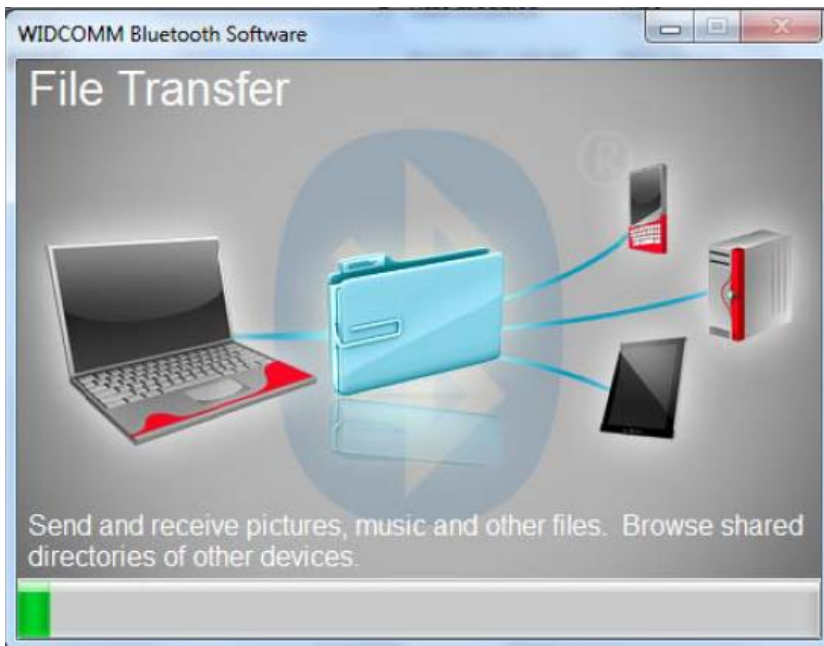 WIDCOMM Bluetooth Software
File Transfer
®
Send and receive pictures, music and other files. Browse shared
directories of other devices.